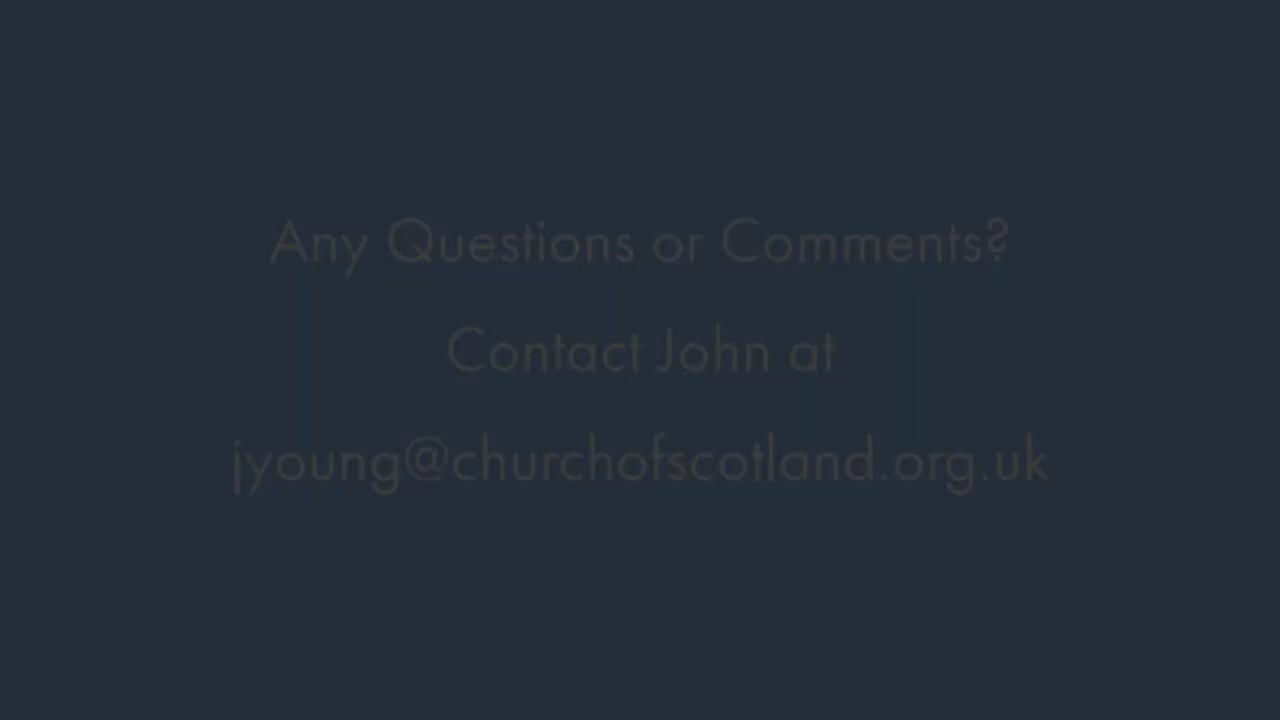 Any Questions or Comments?
Contact John at
jyoung@churchofscotland.org.uk